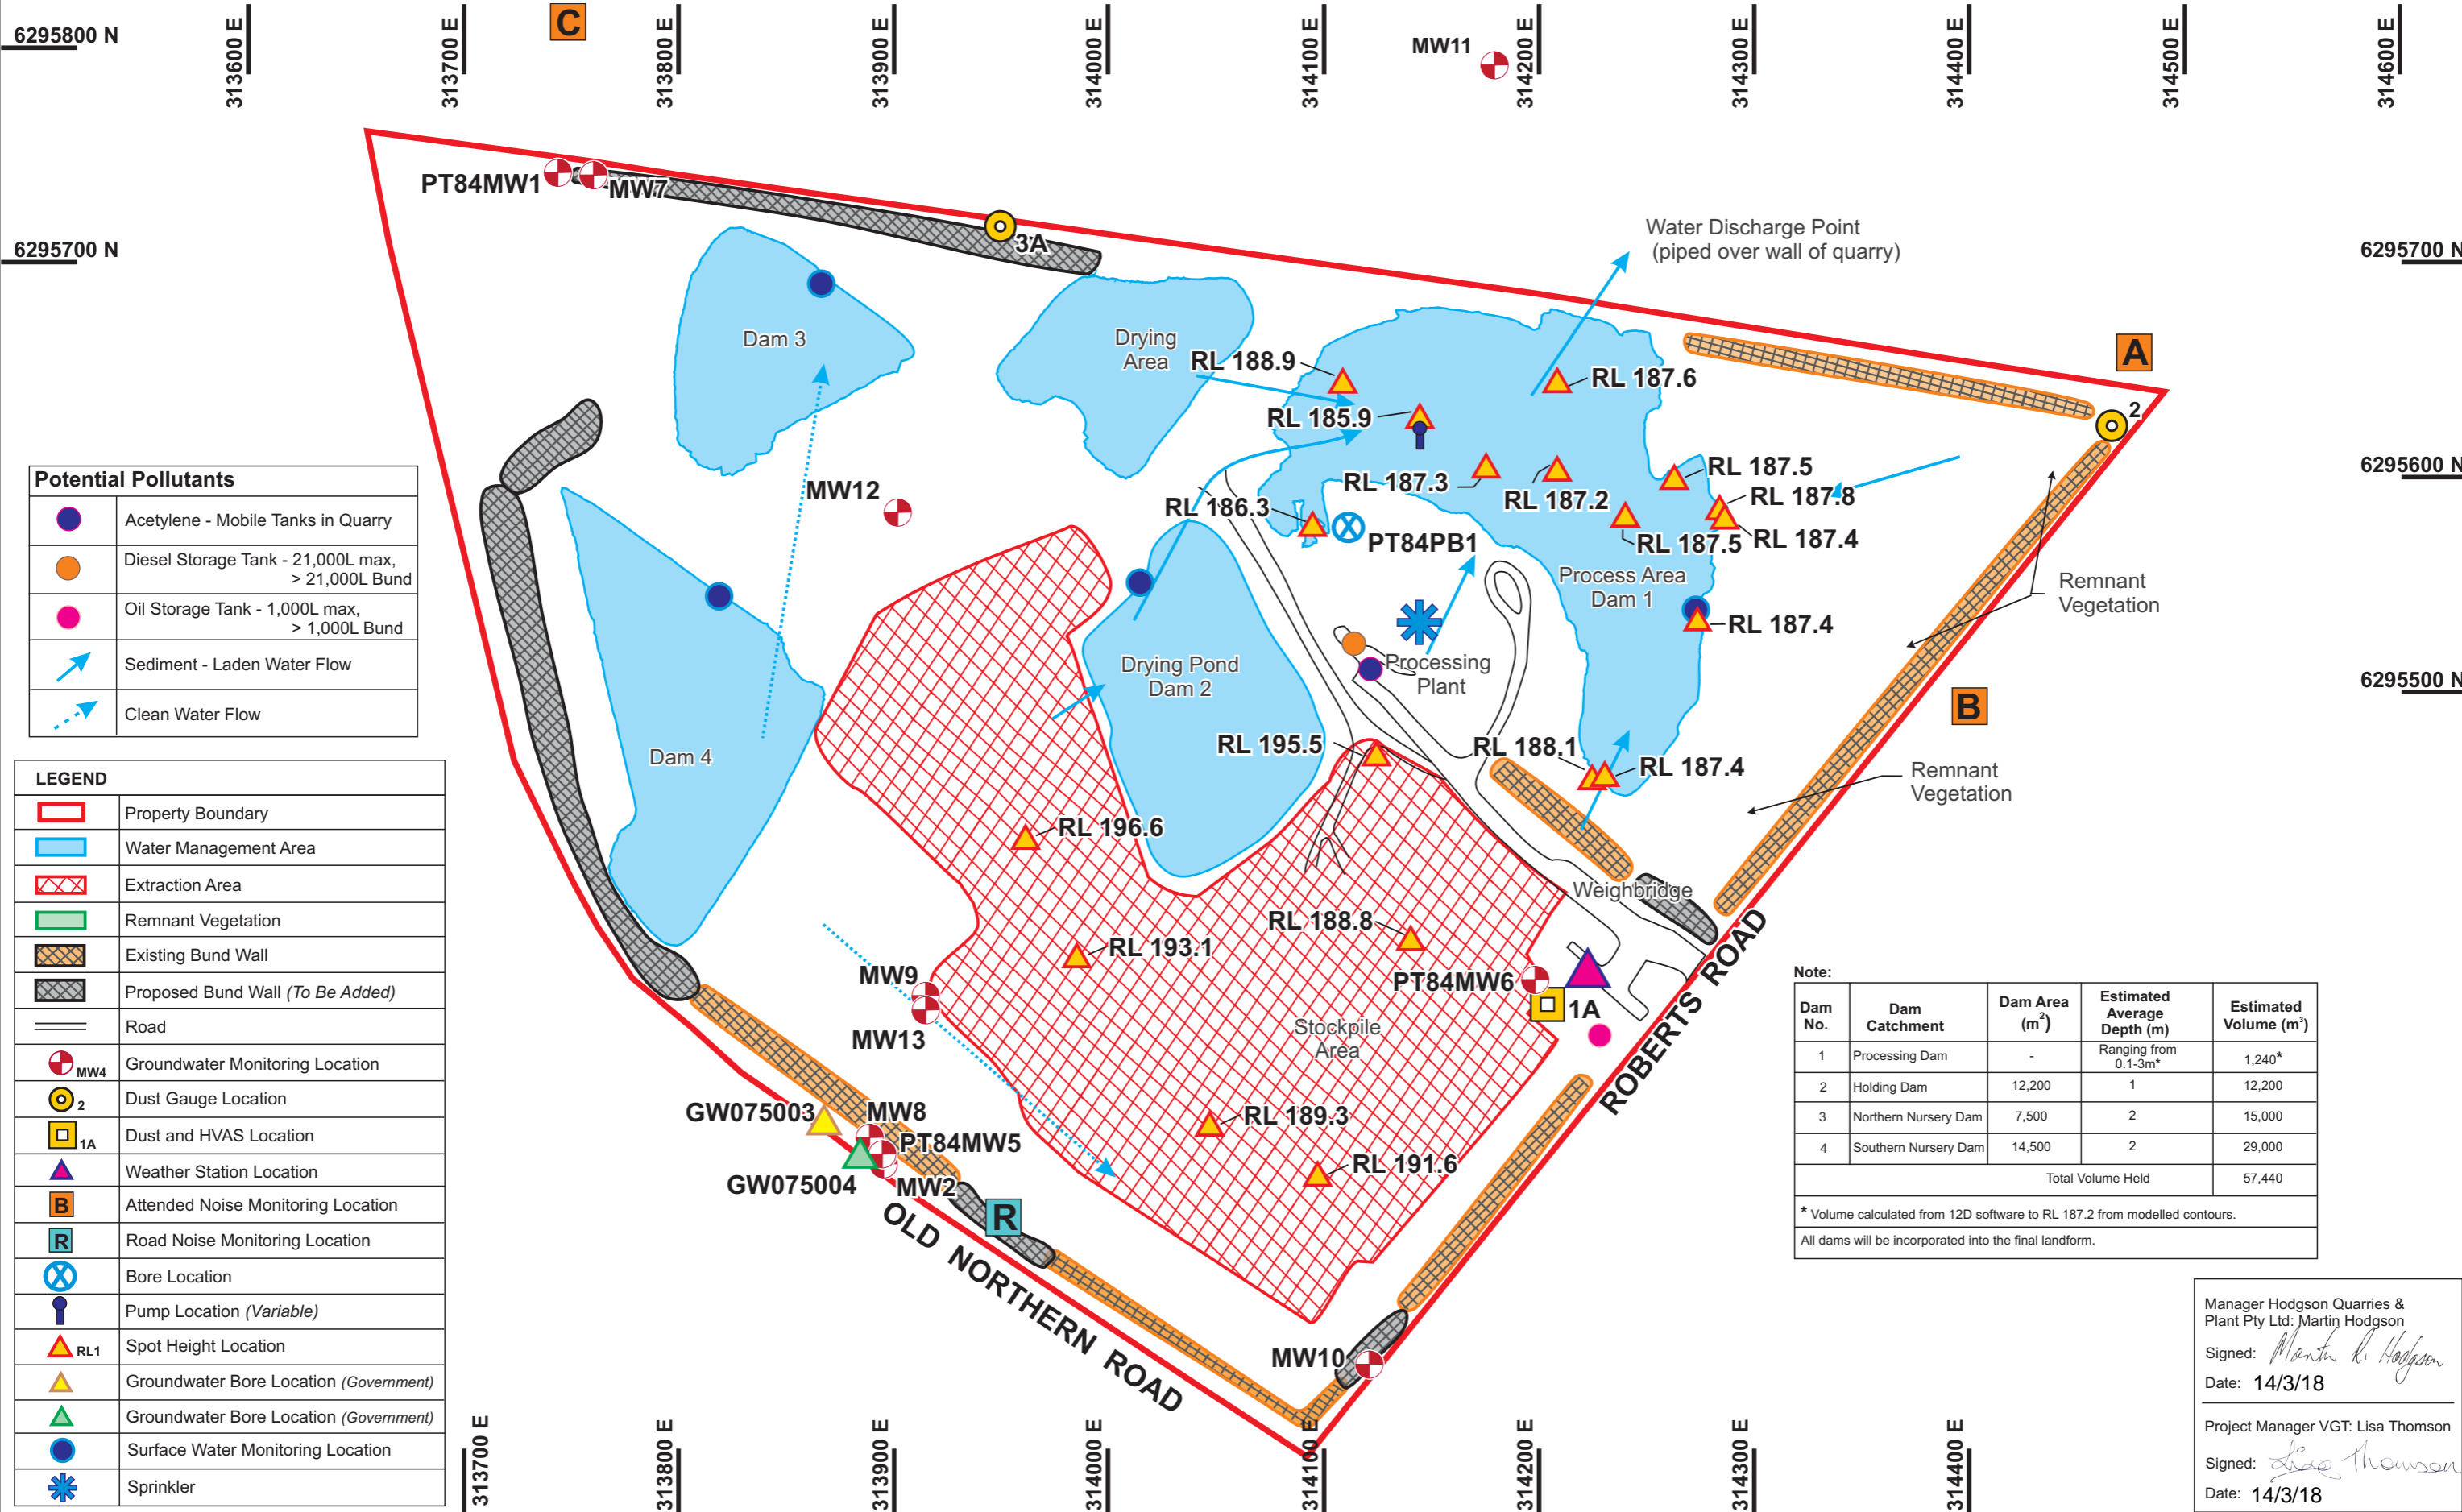 6295800 N
313600 E
313700 E
C
313800 E
313900 E
314000 E
314100 E
MW11
314200 E
314300 E
314400 E
314500 E
314600 E
PT84MW1
MW7
3A
6295700 N
6295700 N
Water Discharge Point
(piped over wall of quarry)
Dam 3
Drying
Area
RL 188.9
RL 187.6
A
RL 185.9
2
Potential Pollutants
Acetylene - Mobile Tanks in Quarry
Diesel Storage Tank - 21,000L max,
> 21,000L Bund
Oil Storage Tank - 1,000L max,
> 1,000L Bund
Sediment - Laden Water Flow
Clean Water Flow
MW12
RL 187.3
RL 187.2
RL 187.5
6295600 N
RL 187.8
RL 186.3
PT84PB1
RL 187.5
RL 187.4
Process Area
Dam 1
Remnant
Vegetation
RL 187.4
Drying Pond
Dam 2
Processing
Plant
6295500 N
B
Dam 4
RL 195.5
RL 188.1
RL 187.4
Remnant
Vegetation
RL 196.6
Weighbridge
RL 188.8
RL 193.1
MW9
PT84MW6
1A
MW13
Stockpile
Area
ROBERTS ROAD
GW075003
MW8
PT84MW5
RL 189.3
GW075004
MW2
RL 191.6
R
OLD NORTHERN ROAD
MW10
LEGEND
Property Boundary
Water Management Area
Extraction Area
Remnant Vegetation
Existing Bund Wall
Proposed Bund Wall (To Be Added)
Road
MW4 Groundwater Monitoring Location
2 Dust Gauge Location
1A Dust and HVAS Location
Weather Station Location
B Attended Noise Monitoring Location
R Road Noise Monitoring Location
Bore Location
Pump Location (Variable)
RL1 Spot Height Location
Groundwater Bore Location (Government)
Groundwater Bore Location (Government)
Surface Water Monitoring Location
Sprinkler
Note:
Dam No. Dam Catchment Dam Area (m²) Estimated Average Depth (m) Estimated Volume (m³)
1 Processing Dam - Ranging from 0.1-3m* 1,240*
2 Holding Dam 12,200 1 12,200
3 Northern Nursery Dam 7,500 2 15,000
4 Southern Nursery Dam 14,500 2 29,000
Total Volume Held 57,440
* Volume calculated from 12D software to RL 187.2 from modelled contours.
All dams will be incorporated into the final landform.
Manager Hodgson Quarries &
Plant Pty Ltd: Martin Hodgson
Signed: Martin R. Hodgson
Date: 14/3/18
Project Manager VGT: Lisa Thomson
Signed: Lisa Thomson
Date: 14/3/18
313700 E
313800 E
313900 E
314000 E
314100 E
314200 E
314300 E
314400 E